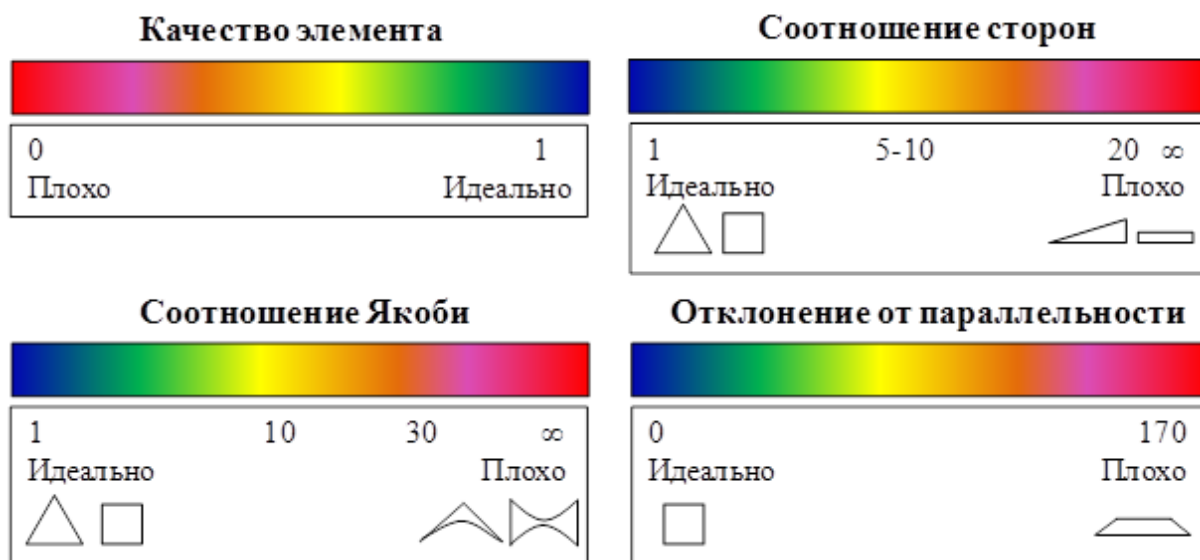 Качество элемента
0 1
Плохо Идеально
Соотношение сторон
1 5-10 20 ∞
Идеально Плохо
Соотношение Якоби
1 10 30 ∞
Идеально Плохо
Отклонение от параллельности
0 170
Идеально Плохо